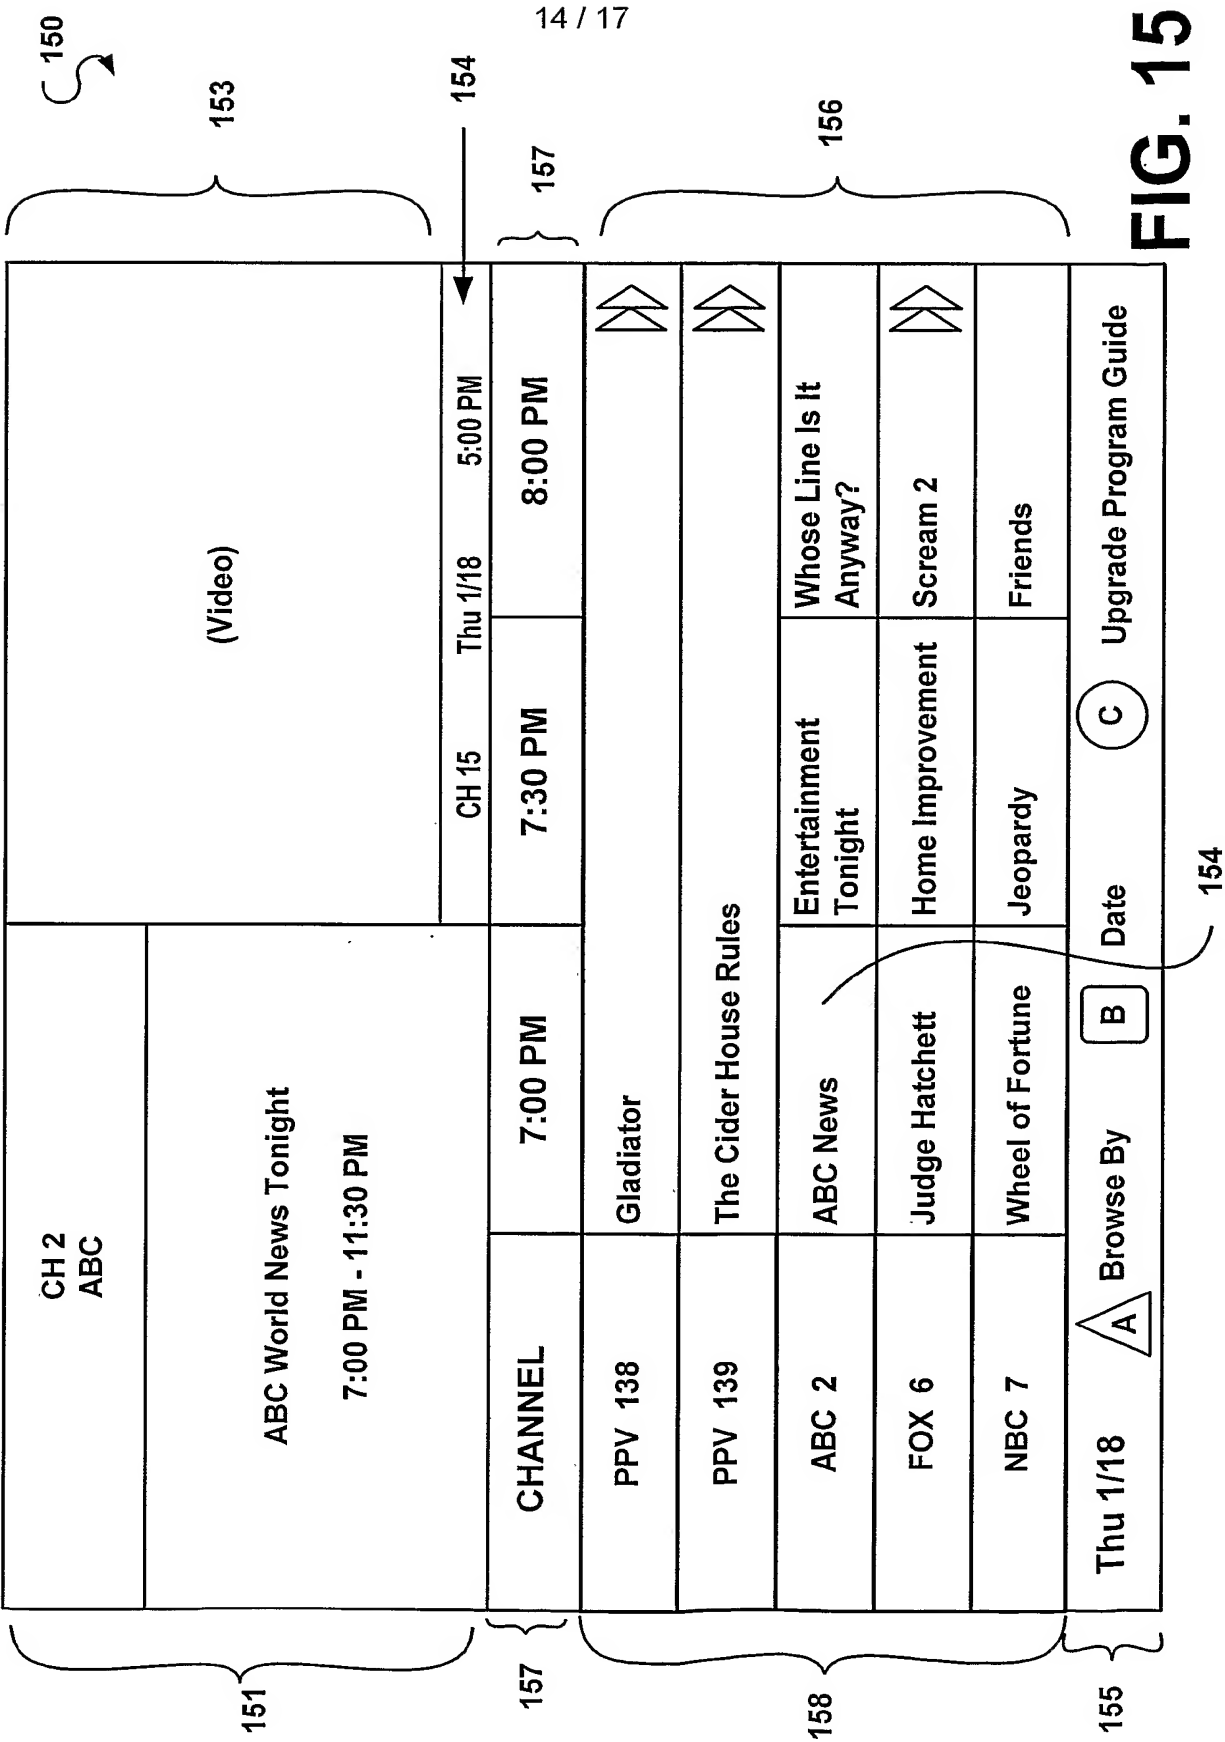 14 / 17
150
153
154
157
156
CH 2
ABC
(Video)
ABC World News Tonight
7:00 PM - 11:30 PM
CH 15 Thu 1/18 5:00 PM
CHANNEL 7:00 PM 7:30 PM 8:00 PM
PPV 138 Gladiator
PPV 139 The Cider House Rules
ABC 2 ABC News Entertainment Tonight Whose Line Is It Anyway?
FOX 6 Judge Hatchett Home Improvement Scream 2
NBC 7 Wheel of Fortune Jeopardy Friends
Thu 1/18 A Browse By B Date C Upgrade Program Guide
151
157
158
155
154
FIG. 15